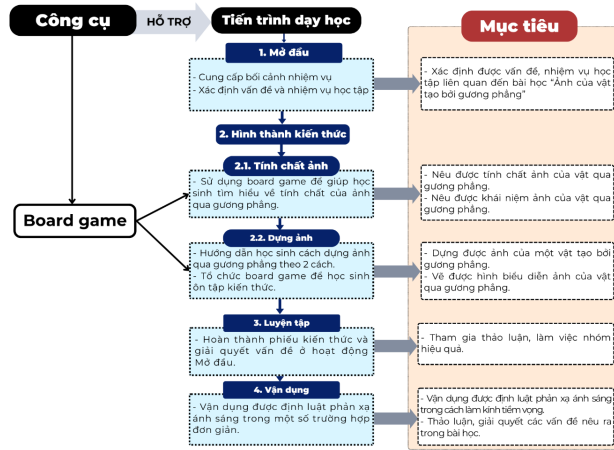 Công cụ
HỖ TRỢ
Tiến trình dạy học
Mục tiêu
1. Mở đầu
- Cung cấp bối cảnh nhiệm vụ
- Xác định vấn đề và nhiệm vụ học tập
- Xác định được vấn đề, nhiệm vụ học
tập liên quan đến bài học “Ảnh của vật
tạo bởi gương phẳng”
2. Hình thành kiến thức
2.1. Tính chất ảnh
- Sử dụng board game để giúp học
sinh tìm hiểu về tính chất của ảnh
qua gương phẳng.
- Nêu được tính chất ảnh của vật qua
gương phẳng.
- Nêu được khái niệm ảnh của vật qua
gương phẳng.
Board game
2.2. Dựng ảnh
- Hướng dẫn học sinh cách dựng ảnh
qua gương phẳng theo 2 cách.
- Tổ chức board game để học sinh
ôn tập kiến thức.
- Dựng được ảnh của một vật tạo bởi
gương phẳng.
- Vẽ được hình biểu diễn ảnh của vật
qua gương phẳng.
3. Luyện tập
- Hoàn thành phiếu kiến thức và
giải quyết vấn đề ở hoạt động
Mở đầu.
- Tham gia thảo luận, làm việc nhóm
hiệu quả.
4. Vận dụng
- Vận dụng được định luật phản xạ
ánh sáng trong một số trường hợp
đơn giản.
- Vận dụng được định luật phản xạ ánh sáng
trong cách làm kính tiềm vọng.
- Thảo luận, giải quyết các vấn đề nêu ra
trong bài học.